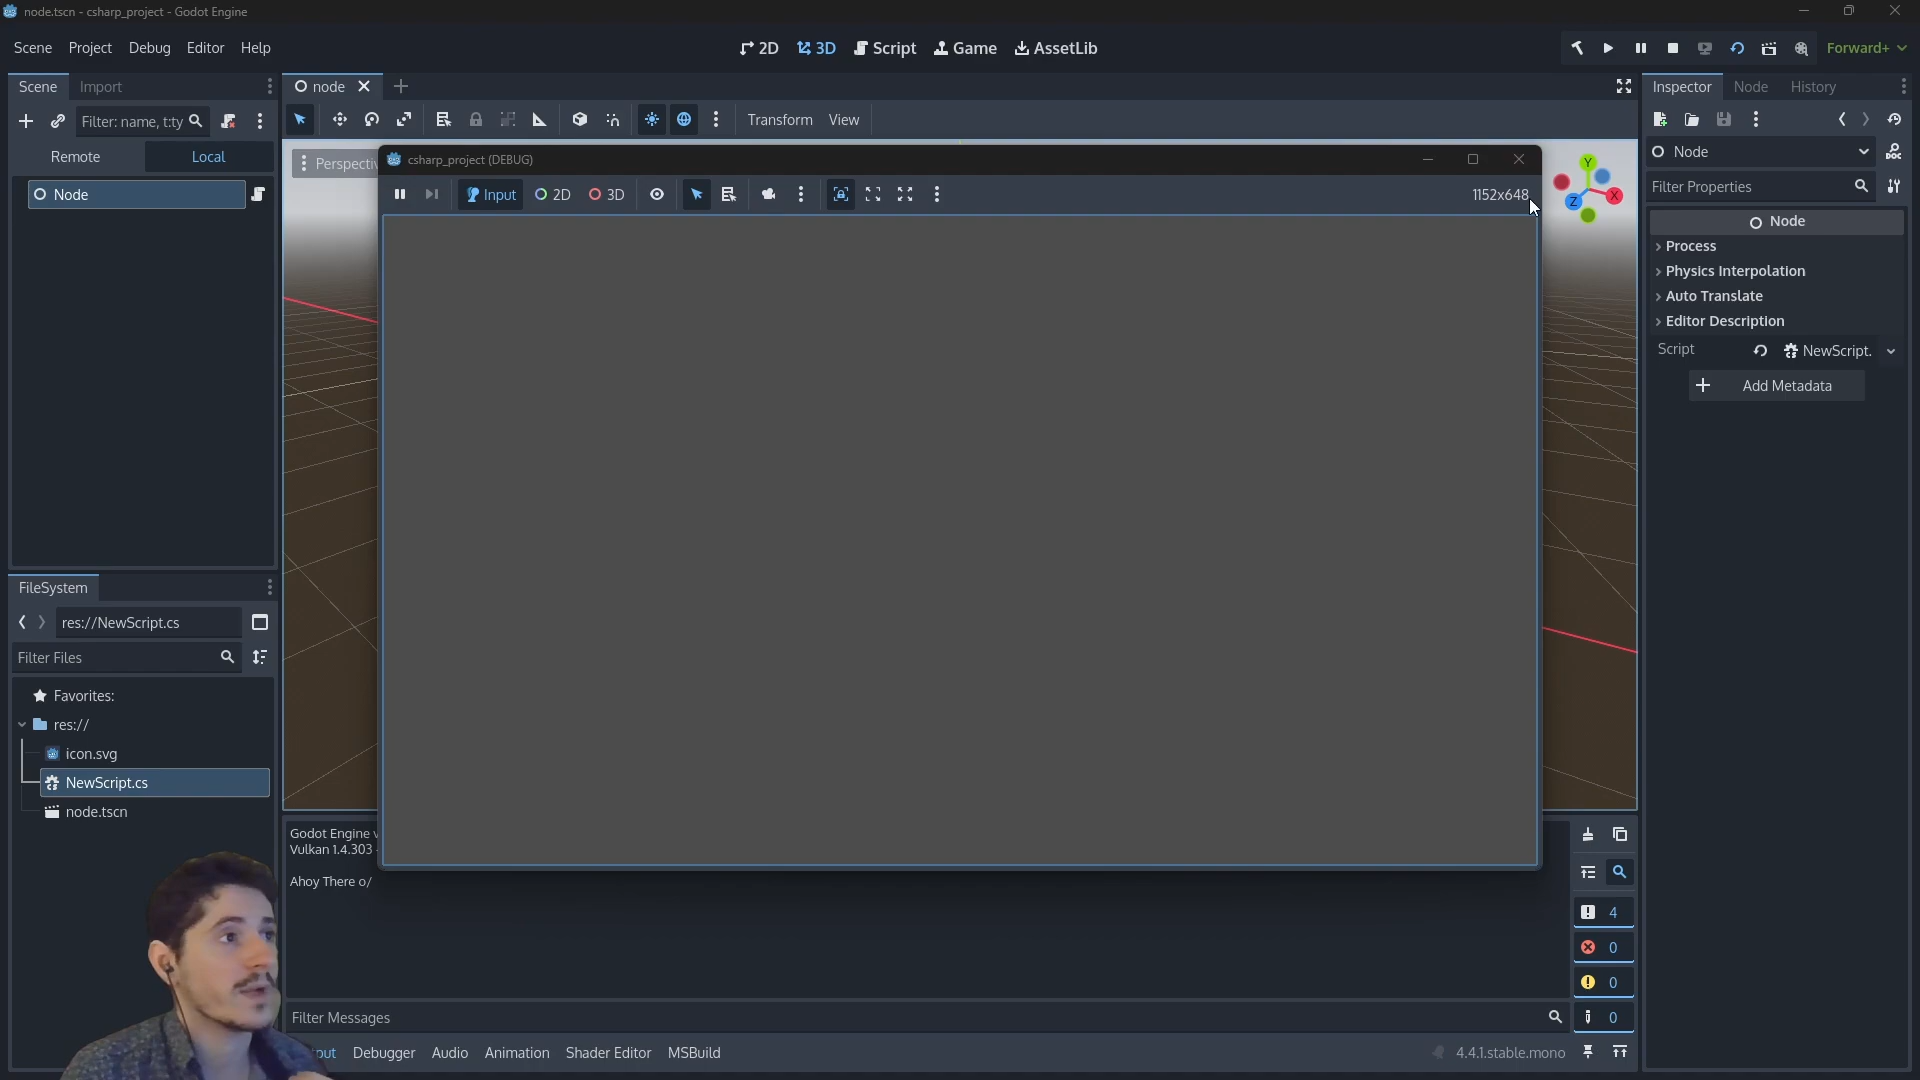 node.tscn - csharp_project - Godot Engine
Scene Project Debug Editor Help
2D 3D Script Game AssetLib
Forward+
Scene Import
node
Inspector Node History
Filter: name, t:ty
Transform View
Remote Local
Perspectiv
csharp_project (DEBUG)
Node
Node
Input 2D 3D
1152x648
Y
X
Z
DOC
Filter Properties
Node
Process
Physics Interpolation
Auto Translate
Editor Description
Script NewScript.
Add Metadata
FileSystem
res://NewScript.cs
Filter Files
Favorites:
res://
icon.svg
NewScript.cs
node.tscn
Godot Engine v
Vulkan 1.4.303 -
Ahoy There o/
4
0
0
0
Filter Messages
put Debugger Audio Animation Shader Editor MSBuild
4.4.1.stable.mono